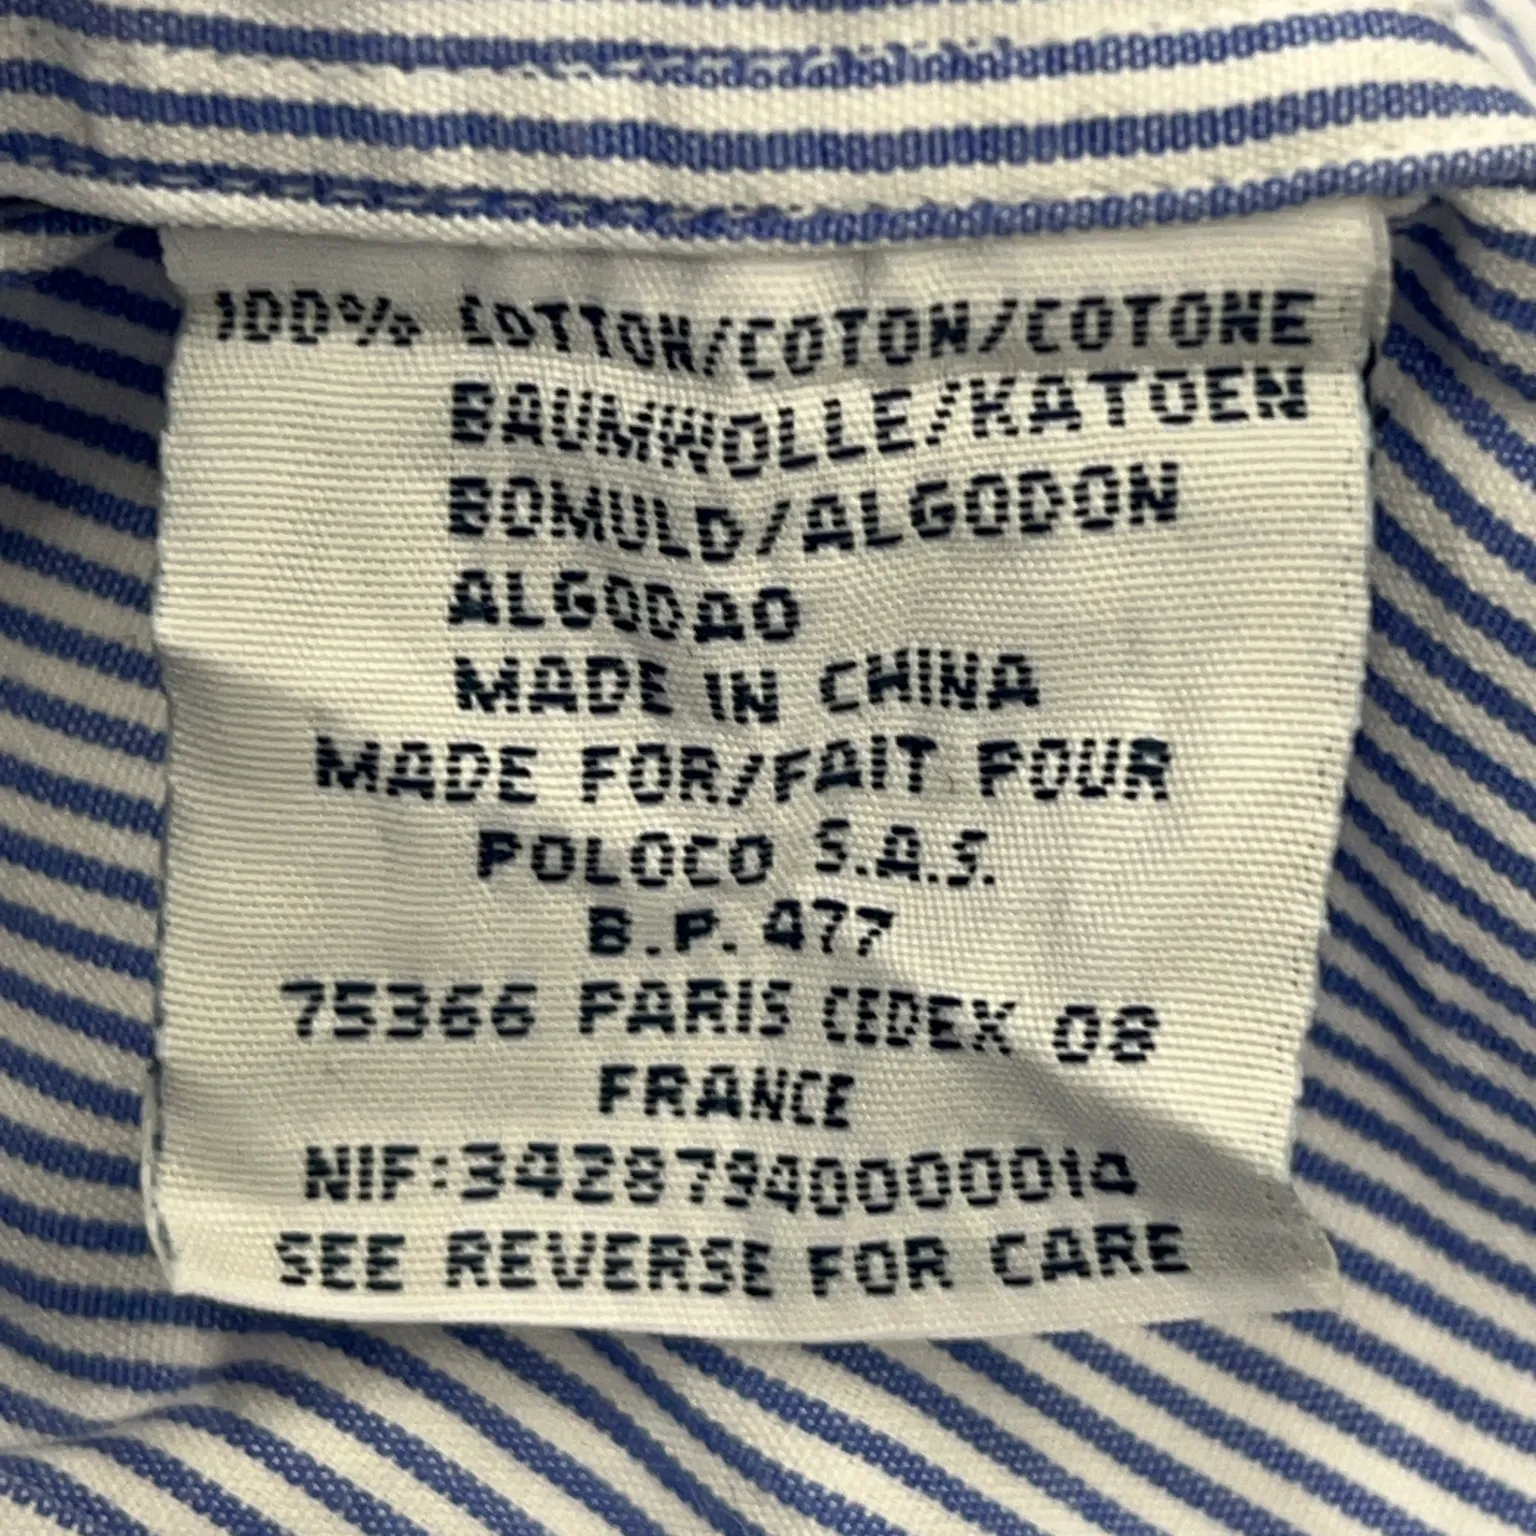 100% COTTON/COTON/COTONE
BAUMWOLLE/KATOEN
BOMULD/ALGODON
ALGODAO
MADE IN CHINA
MADE FOR/FAIT POUR
POLOCO S.A.S.
B.P. 477
75366 PARIS CEDEX 08
FRANCE
NIF:34287940000014
SEE REVERSE FOR CARE